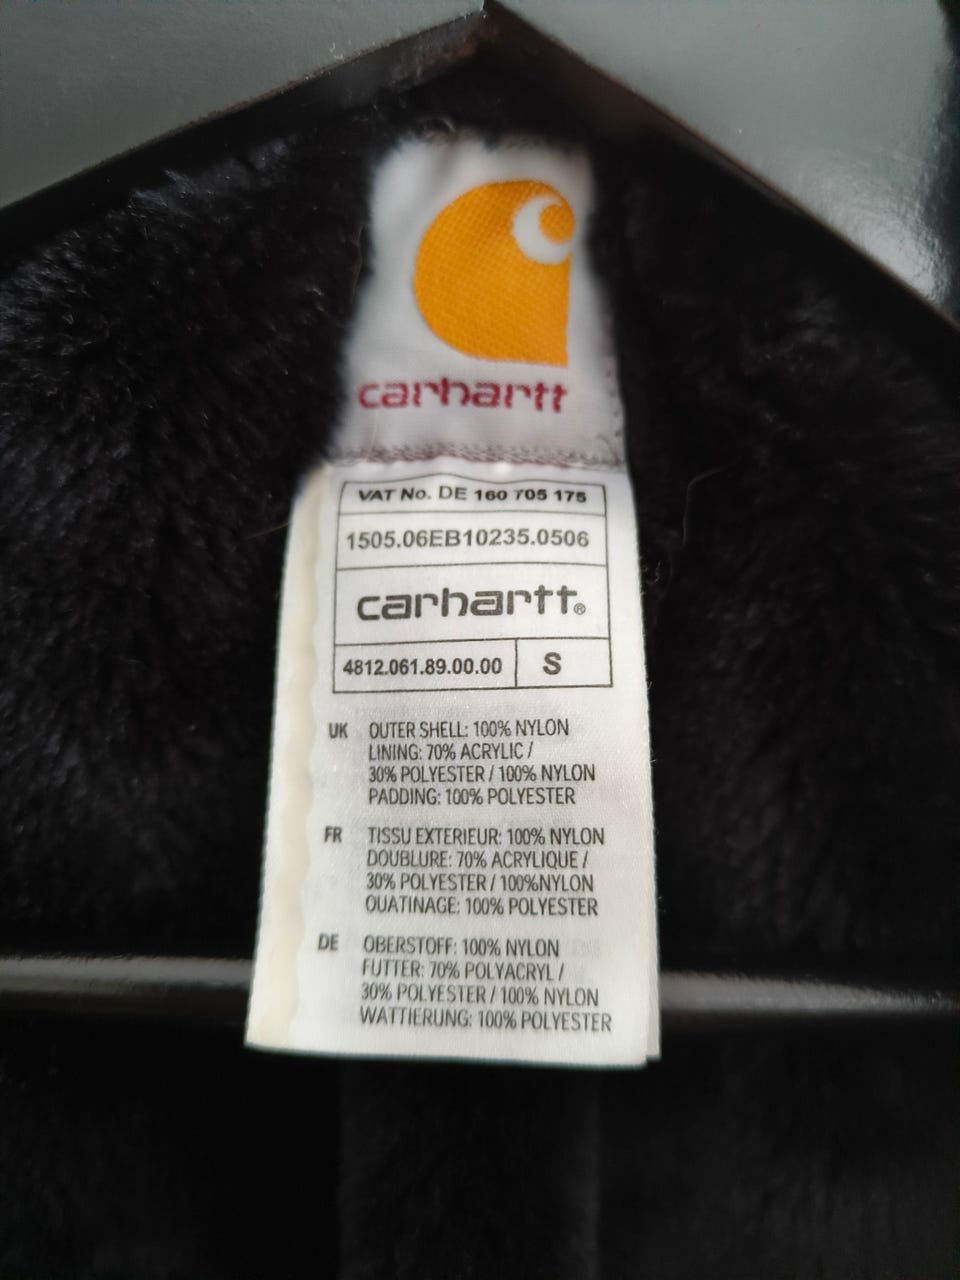 carhartt
VAT No. DE 160 705 175
1505.06EB10235.0506
carhartt®
4812.061.89.00.00 S
UK OUTER SHELL: 100% NYLON
LINING: 70% ACRYLIC /
30% POLYESTER / 100% NYLON
PADDING: 100% POLYESTER
FR TISSU EXTERIEUR: 100% NYLON
DOUBLURE: 70% ACRYLIQUE /
30% POLYESTER / 100%NYLON
OUATINAGE: 100% POLYESTER
DE OBERSTOFF: 100% NYLON
FUTTER: 70% POLYACRYL /
30% POLYESTER / 100% NYLON
WATTIERUNG: 100% POLYESTER